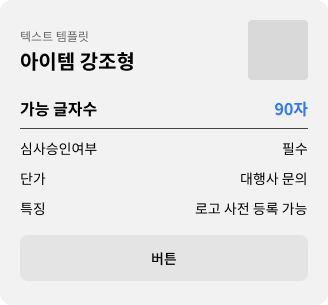 텍스트 템플릿
아이템 강조형
가능 글자수 90자
심사승인여부 필수
단가 대행사 문의
특징 로고 사전 등록 가능
버튼